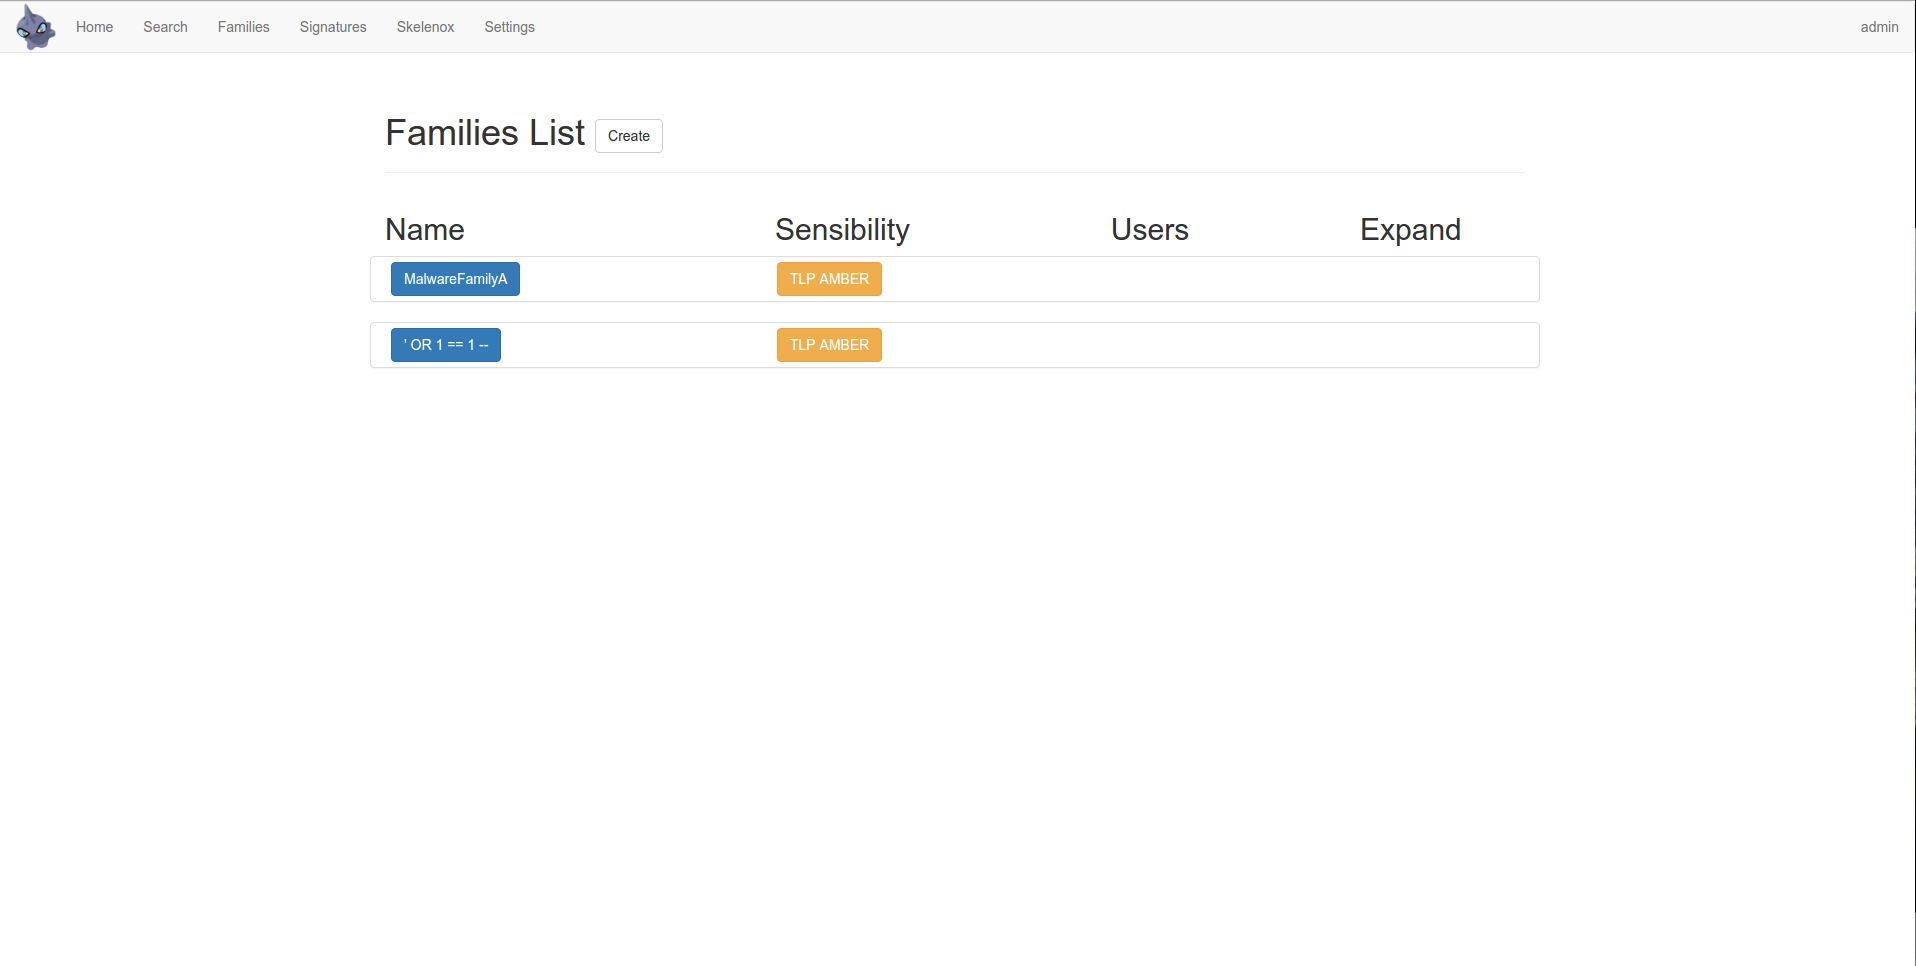 Home Search Families Signatures Skelenox Settings admin
Families List Create
Name Sensibility Users Expand
MalwareFamilyA TLP AMBER
' OR 1 == 1 -- TLP AMBER